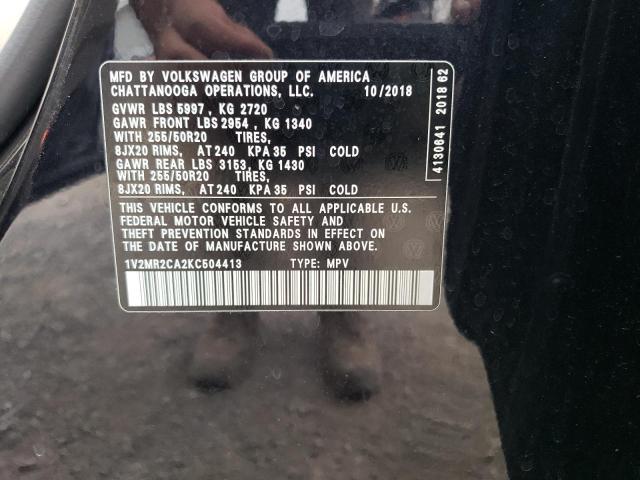 MFD BY VOLKSWAGEN GROUP OF AMERICA
CHATTANOOGA OPERATIONS, LLC. 10/2018
GVWR LBS 5997 , KG 2720
GAWR FRONT LBS 2954 , KG 1340
WITH 255/50R20 TIRES,
8JX20 RIMS, AT 240 KPA 35 PSI COLD
GAWR REAR LBS 3153, KG 1430
WITH 255/50R20 TIRES,
8JX20 RIMS, AT 240 KPA 35 PSI COLD
THIS VEHICLE CONFORMS TO ALL APPLICABLE U.S.
FEDERAL MOTOR VEHICLE SAFETY AND
THEFT PREVENTION STANDARDS IN EFFECT ON
THE DATE OF MANUFACTURE SHOWN ABOVE.
1V2MR2CA2KC504413 TYPE: MPV
4130641 2018 62